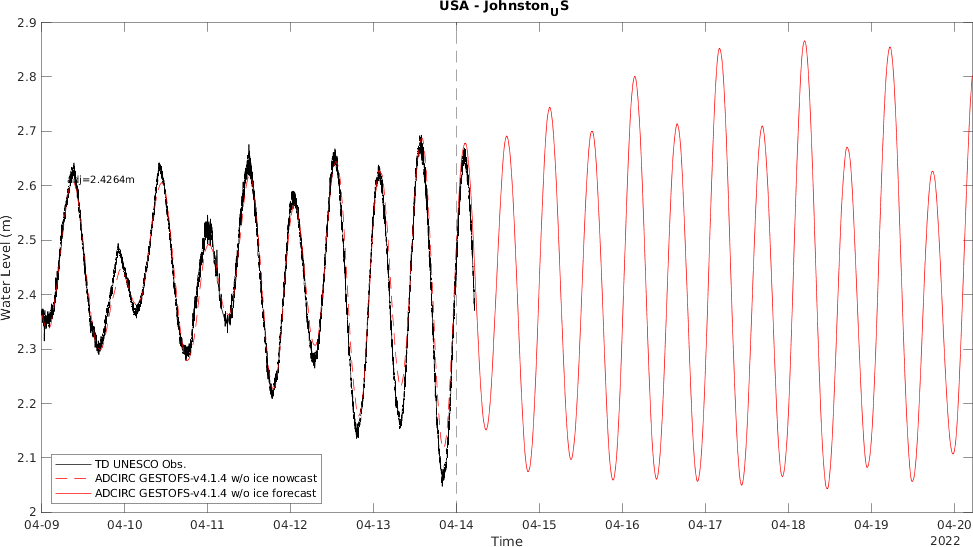 USA - Johnston_US
2.9
2.8
2.7
2.6
2.5
2.4
2.3
2.2
2.1
2
Water Level (m)
=2.4264m
TD UNESCO Obs.
ADCIRC GESTOFS-v4.1.4 w/o ice nowcast
ADCIRC GESTOFS-v4.1.4 w/o ice forecast
04-09 04-10 04-11 04-12 04-13 04-14 04-15 04-16 04-17 04-18 04-19 04-20
Time
2022